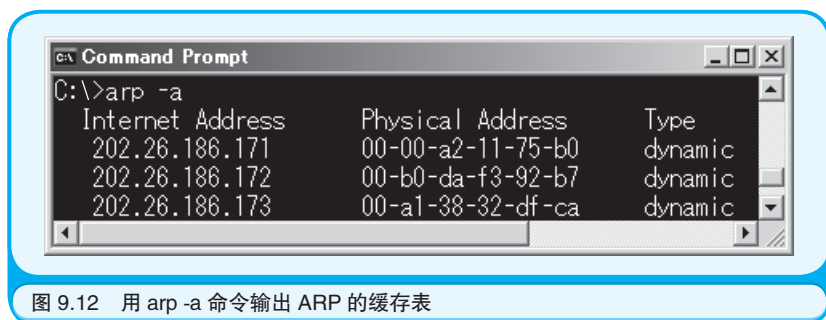 Command Prompt
C:\>arp -a
Internet Address Physical Address Type
202.26.186.171 00-00-a2-11-75-b0 dynamic
202.26.186.172 00-b0-da-f3-92-b7 dynamic
202.26.186.173 00-a1-38-32-df-ca dynamic
图 9.12 用 arp -a 命令输出 ARP 的缓存表